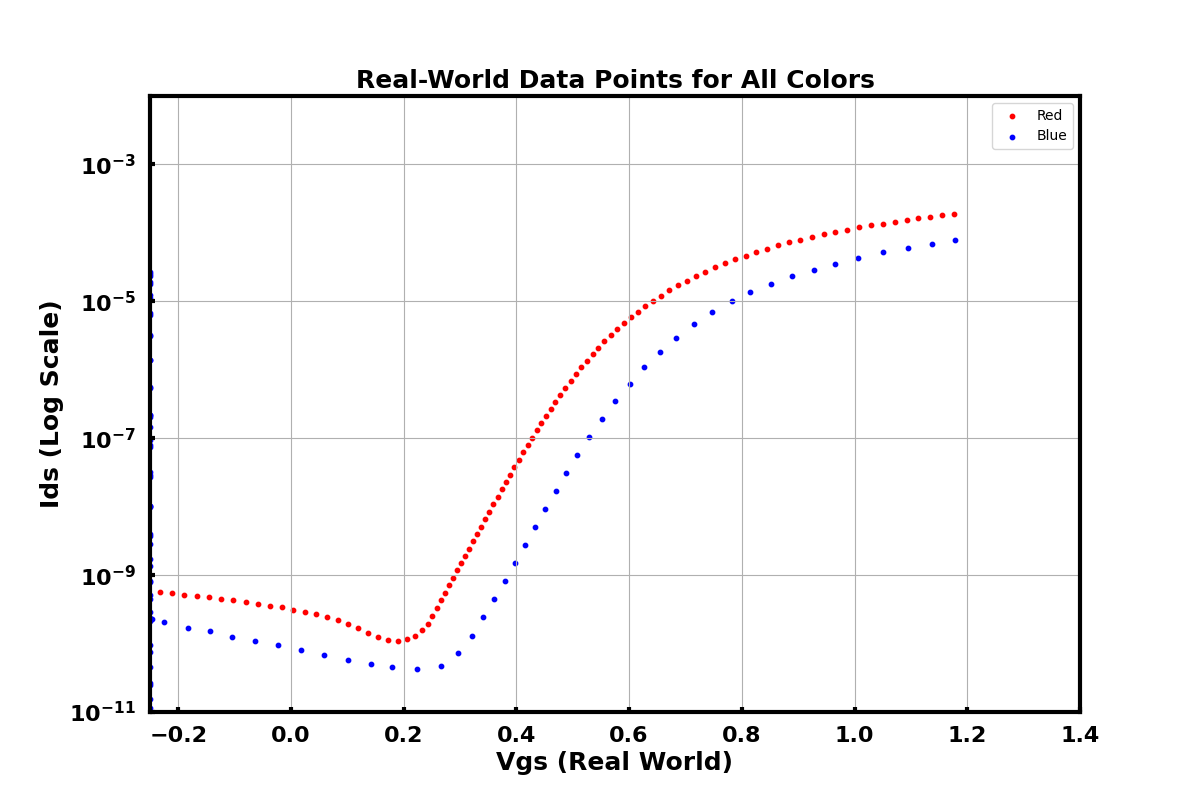 Real-World Data Points for All Colors
Red
Blue
Ids (Log Scale)
10⁻³
10⁻⁵
10⁻⁷
10⁻⁹
10⁻¹¹
−0.2 0.0 0.2 0.4 0.6 0.8 1.0 1.2 1.4
Vgs (Real World)